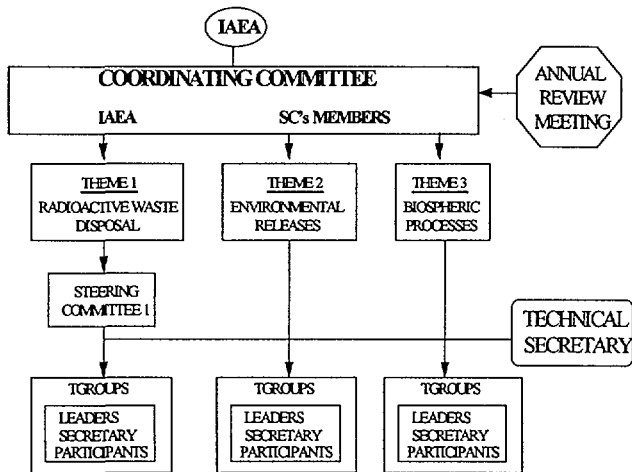 IAEA
COORDINATING COMMITTEE
IAEA SC's MEMBERS
ANNUAL
REVIEW
MEETING
THEME 1
RADIOACTIVE WASTE
DISPOSAL
THEME 2
ENVIRONMENTAL
RELEASES
THEME 3
BIOSPHERIC
PROCESSES
STEERING
COMMITTEE 1
TECHNICAL
SECRETARY
TGROUPS
LEADERS
SECRETARY
PARTICIPANTS
TGROUPS
LEADERS
SECRETARY
PARTICIPANTS
TGROUPS
LEADERS
SECRETARY
PARTICIPANTS